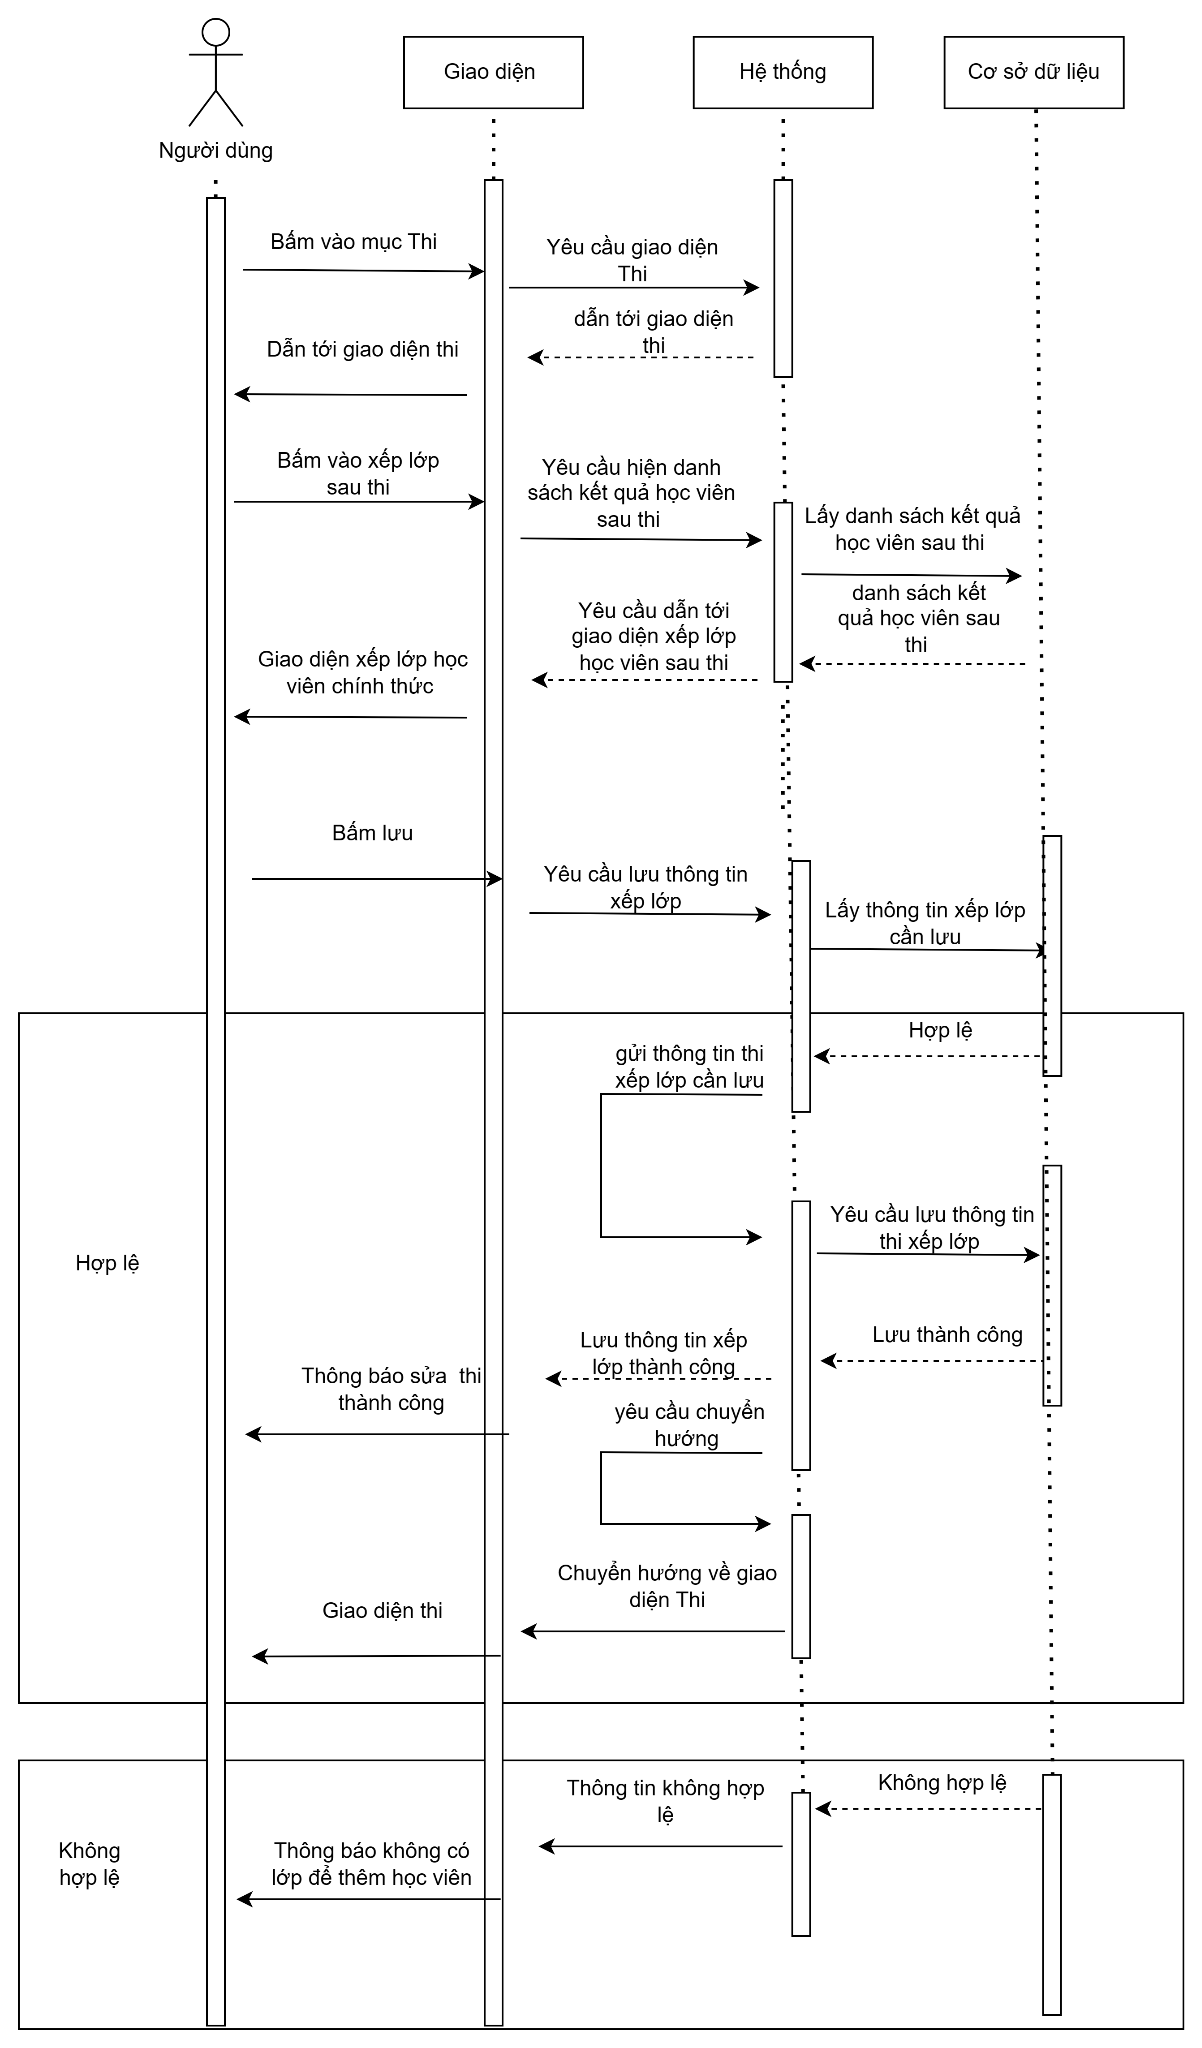 Giao diện
Hệ thống
Cơ sở dữ liệu
Người dùng
Bấm vào mục Thi
Yêu cầu giao diện
Thi
dẫn tới giao diện
thi
Dẫn tới giao diện thi
Bấm vào xếp lớp
sau thi
Yêu cầu hiện danh
sách kết quả học viên
sau thi
Lấy danh sách kết quả
học viên sau thi
danh sách kết
quả học viên sau
thi
Yêu cầu dẫn tới
giao diện xếp lớp
học viên sau thi
Giao diện xếp lớp học
viên chính thức
Bấm lưu
Yêu cầu lưu thông tin
xếp lớp
Lấy thông tin xếp lớp
cần lưu
Hợp lệ
gửi thông tin thi
xếp lớp cần lưu
Yêu cầu lưu thông tin
thi xếp lớp
Hợp lệ
Lưu thành công
Lưu thông tin xếp
lớp thành công
Thông báo sửa  thi
thành công
yêu cầu chuyển
hướng
Chuyển hướng về giao
diện Thi
Giao diện thi
Không hợp lệ
Thông tin không hợp
lệ
Không
hợp lệ
Thông báo không có
lớp để thêm học viên